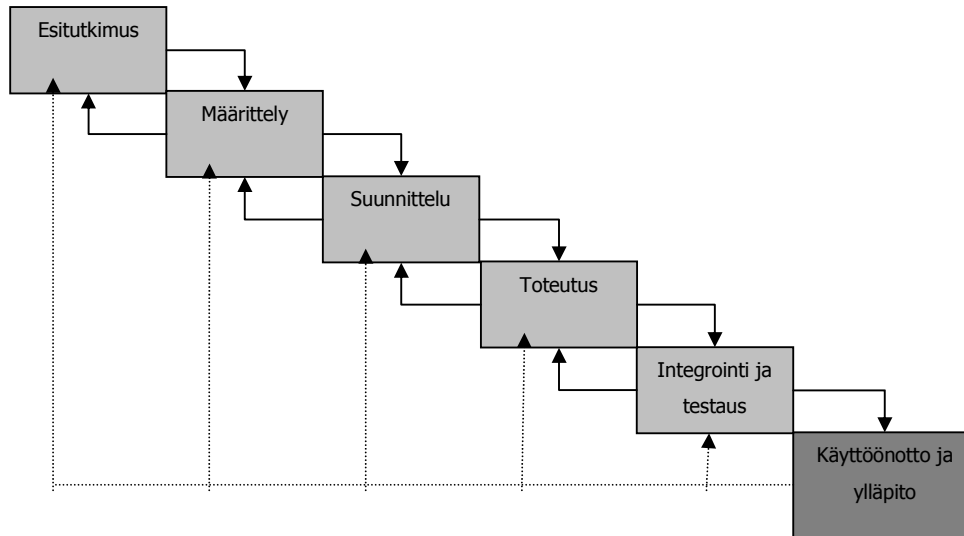 Esitutkimus
Määrittely
Suunnittelu
Toteutus
Integrointi ja
testaus
Käyttöönotto ja
ylläpito